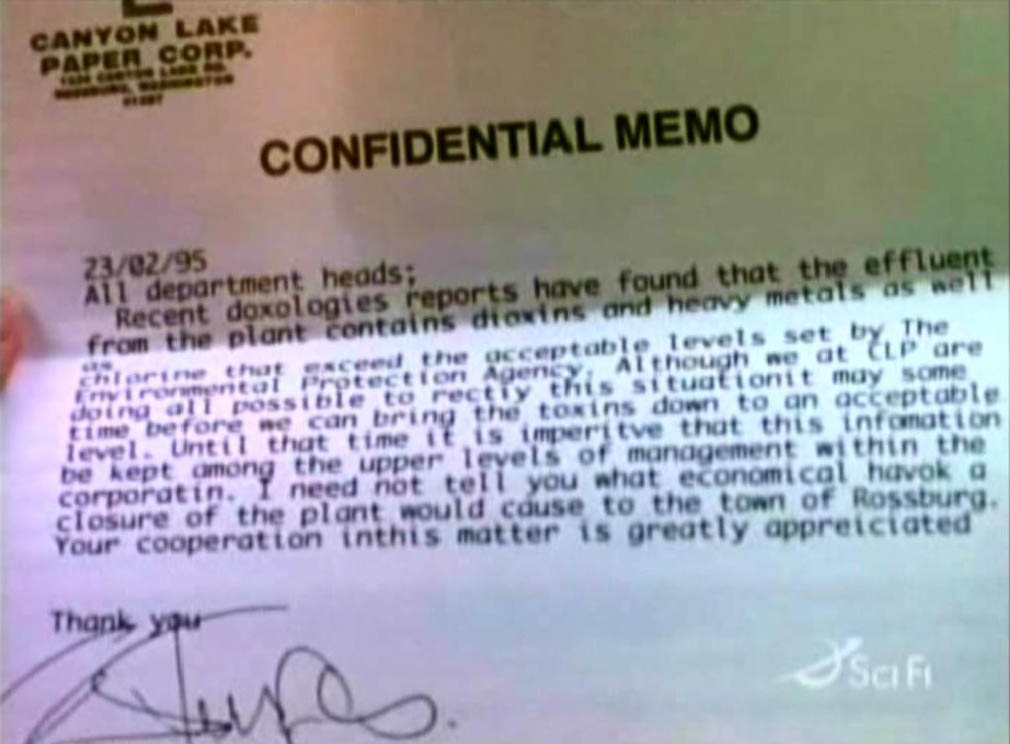 CANYON LAKE
PAPER CORP.
CONFIDENTIAL MEMO
23/02/95
All department heads;
Recent doxologies reports have found that the effluent
from the plant contains dioxins and heavy metals as well
as
chlorine that exceed the acceptable levels set by The
Environmental Protection Agency. Although we at CLP are
doing all possible to rectly this situationit may some
time before we can bring the toxins down to an acceptable
level. Until that time it is imperitve that this infomation
be kept among the upper levels of management within the
corporatin. I need not tell you what economical havok a
closure of the plant would cause to the town of Rossburg.
Your cooperation inthis matter is greatly appreiciated
Thank you
Sci Fi